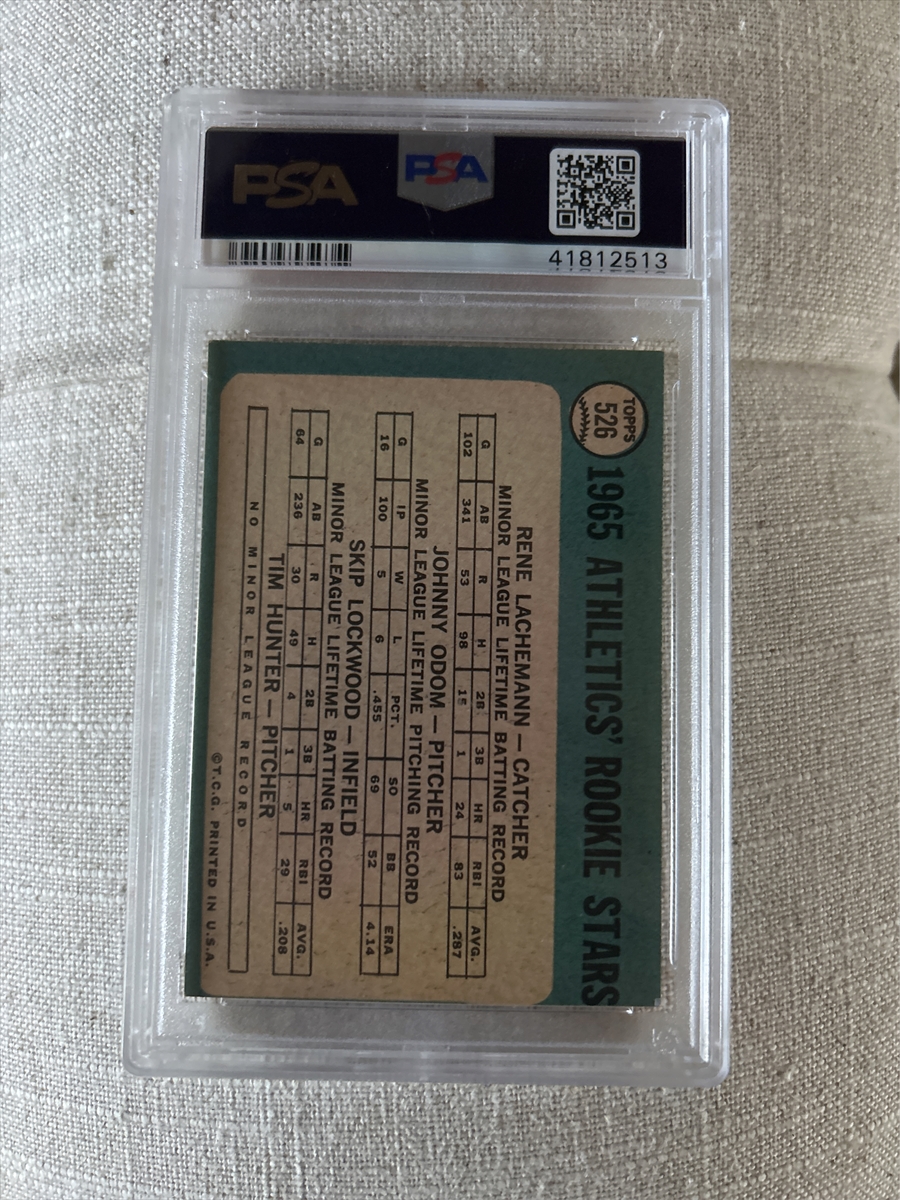 PSA
PSA
41812513
TOPPS
526
1965 ATHLETICS' ROOKIE STARS
RENE LACHEMANN — CATCHER
MINOR LEAGUE LIFETIME BATTING RECORD
G AB R H 2B 3B HR RBI AVG.
102 341 53 98 15 1 24 83 .287
JOHNNY ODOM — PITCHER
MINOR LEAGUE LIFETIME PITCHING RECORD
G IP W L PCT. SO BB ERA
16 100 5 6 .455 69 52 4.14
SKIP LOCKWOOD — INFIELD
MINOR LEAGUE LIFETIME BATTING RECORD
G AB R H 2B 3B HR RBI AVG.
64 236 30 49 4 1 5 29 .208
TIM HUNTER — PITCHER
NO MINOR LEAGUE RECORD
©T.C.G. PRINTED IN U.S.A.